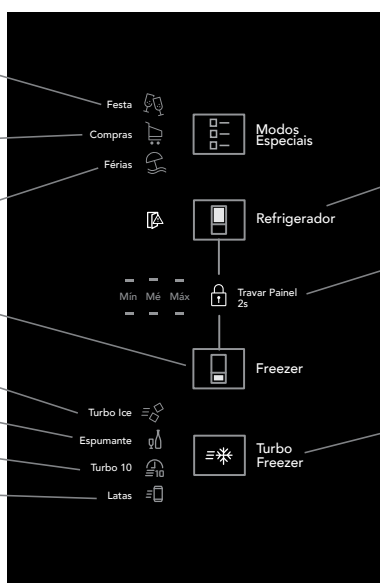 Festa
Compras
Férias
Modos
Especiais
Refrigerador
Mín Mé Máx
Travar Painel
2s
Freezer
Turbo Ice
Espumante
Turbo 10
Latas
10
Turbo
Freezer